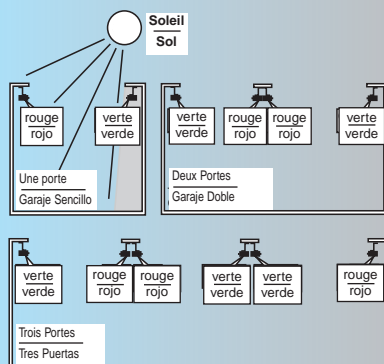 Soleil
Sol
rouge
rojo
verte
verde
Une porte
Garaje Sencillo
verte
verde
rouge
rojo
rouge
rojo
verte
verde
Deux Portes
Garaje Doble
verte
verde
rouge
rojo
rouge
rojo
verte
verde
verte
verde
rouge
rojo
Trois Portes
Tres Puertas